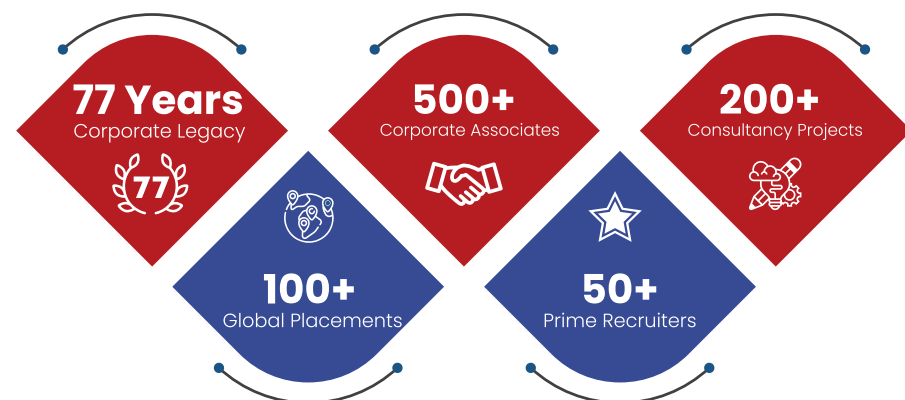 77 Years
Corporate Legacy
77
500+
Corporate Associates
200+
Consultancy Projects
100+
Global Placements
50+
Prime Recruiters